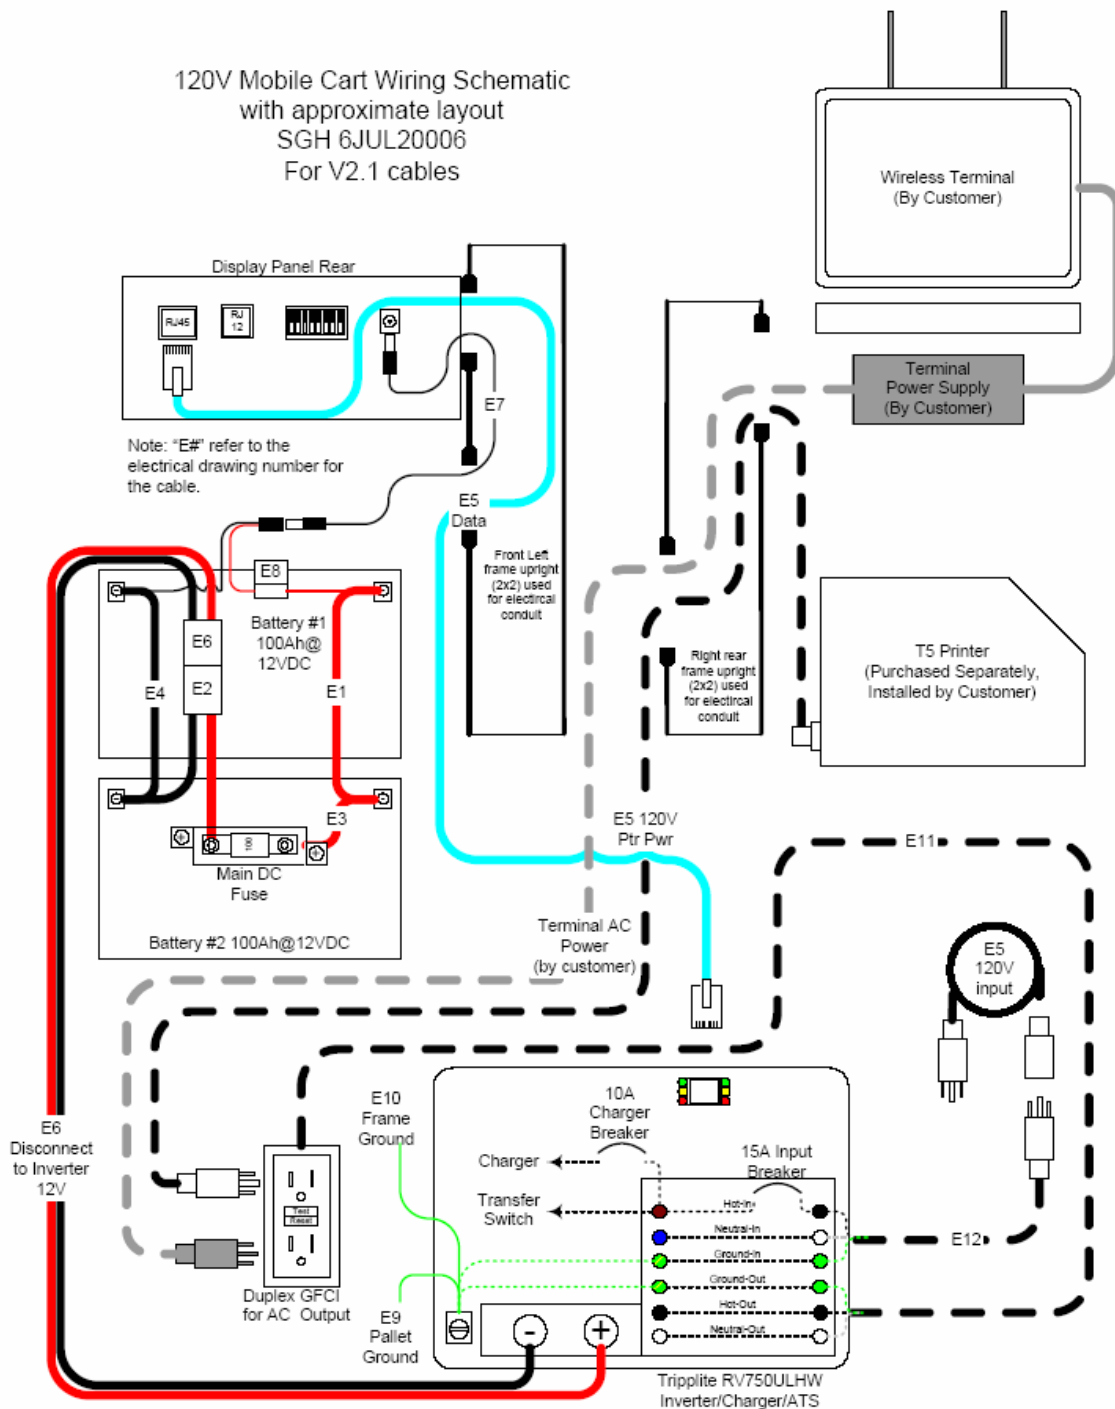 120V Mobile Cart Wiring Schematic
with approximate layout
SGH 6JUL20006
For V2.1 cables
Wireless Terminal
(By Customer)
Display Panel Rear
RJ45
RJ
12
Terminal
Power Supply
(By Customer)
E7
Note: "E#" refer to the
electrical drawing number for
the cable.
E5
Data
Front Left
frame upright
(2x2) used
for electircal
conduit
E8
Battery #1
100Ah@
12VDC
E6
E2
E4
E1
Right rear
frame upright
(2x2) used
for electircal
conduit
T5 Printer
(Purchased Separately,
Installed by Customer)
E3
100
Main DC
Fuse
Battery #2 100Ah@12VDC
E5 120V
Ptr Pwr
E11
Terminal AC
Power
(by customer)
E5
120V
input
E6
Disconnect
to Inverter
12V
E10
Frame
Ground
10A
Charger
Breaker
Charger
15A Input
Breaker
Transfer
Switch
Hot-In
Neutral-In
Ground-In
Ground-Out
Hot-Out
Neutral-Out
E12
Test
Reset
Duplex GFCI
for AC Output
E9
Pallet
Ground
-
+
Tripplite RV750ULHW
Inverter/Charger/ATS